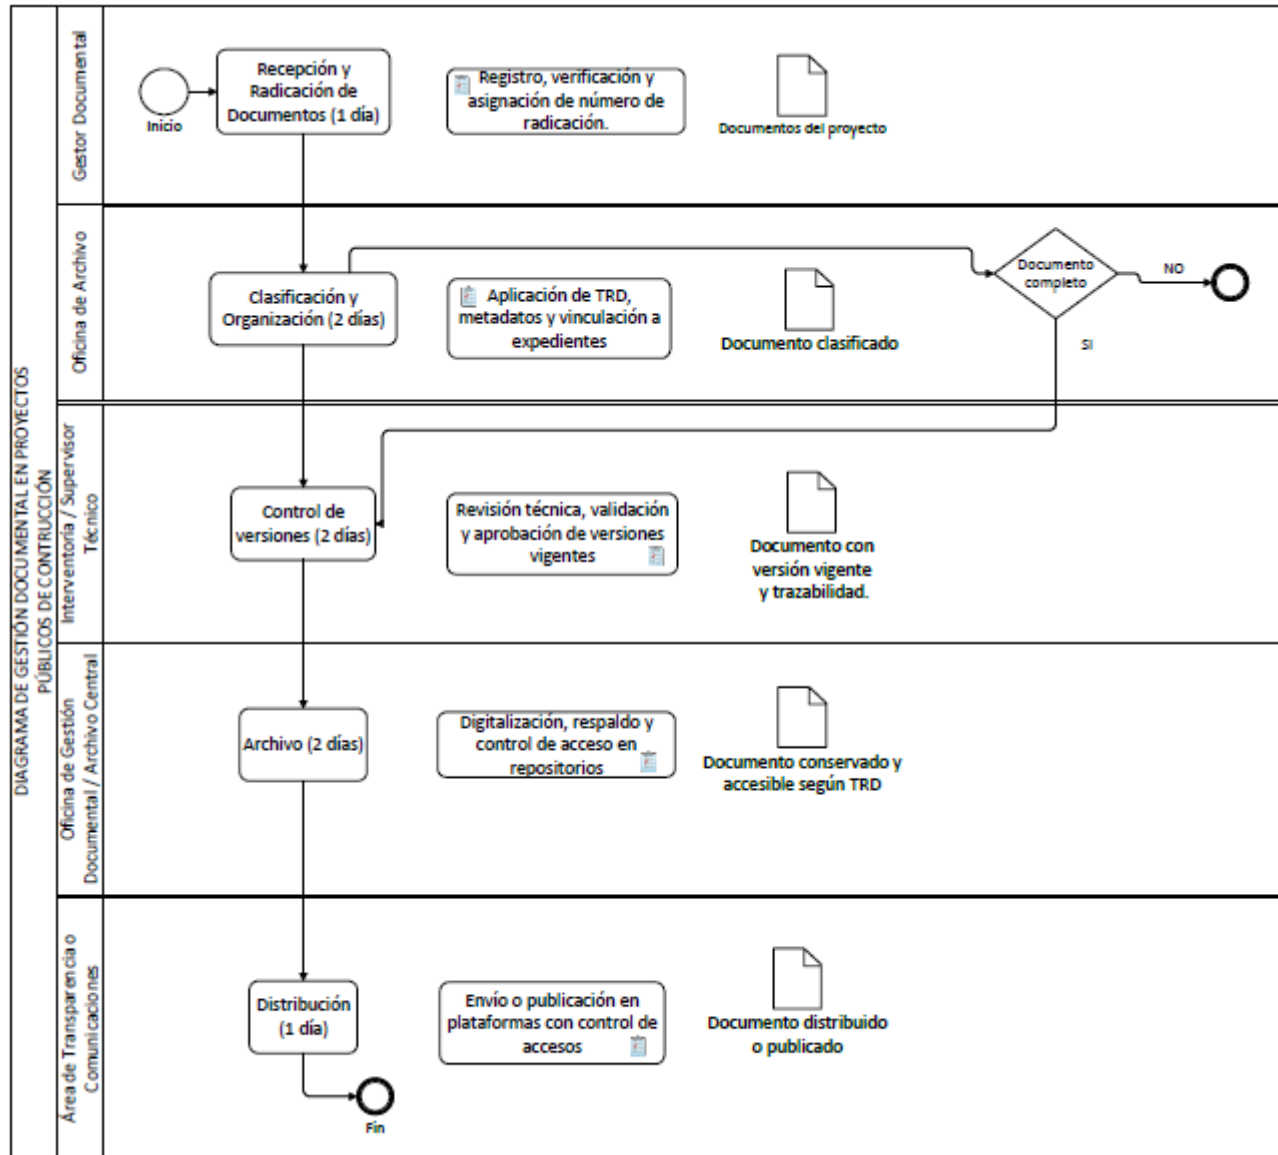 DIAGRAMA DE GESTIÓN DOCUMENTAL EN PROYECTOS
PÚBLICOS DE CONTRUCCIÓN
Gestor Documental
Inicio
Recepción y
Radicación de
Documentos (1 día)
Registro, verificación y
asignación de número de
radicación.
Documentos del proyecto
Oficina de Archivo
Clasificación y
Organización (2 días)
Aplicación de TRD,
metadatos y vinculación a
expedientes
Documento clasificado
Documento
completo
NO
SI
Interventoría / Supervisor
Técnico
Control de
versiones (2 días)
Revisión técnica, validación
y aprobación de versiones
vigentes
Documento con
versión vigente
y trazabilidad.
Oficina de Gestión
Documental / Archivo Central
Archivo (2 días)
Digitalización, respaldo y
control de acceso en
repositorios
Documento conservado y
accesible según TRD
Área de Transparencia o
Comunicaciones
Distribución
(1 día)
Envío o publicación en
plataformas con control de
accesos
Documento distribuido
o publicado
Fin